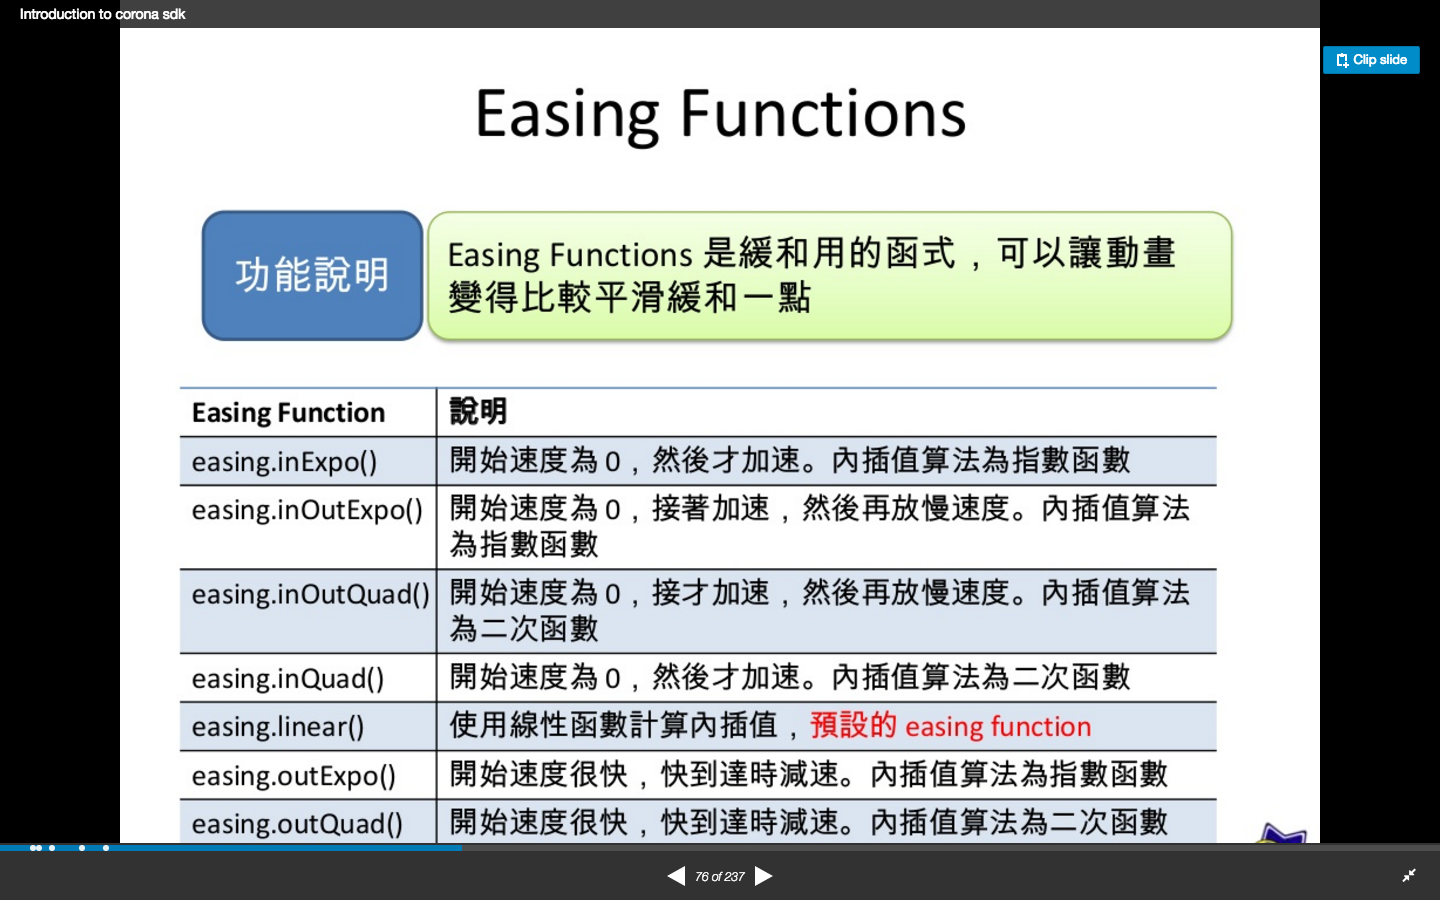 Introduction to corona sdk
Clip slide
Easing Functions
功能說明
Easing Functions 是緩和用的函式，可以讓動畫
變得比較平滑緩和一點
Easing Function
說明
easing.inExpo()
開始速度為 0，然後才加速。內插值算法為指數函數
easing.inOutExpo()
開始速度為 0，接著加速，然後再放慢速度。內插值算法
為指數函數
easing.inOutQuad()
開始速度為 0，接才加速，然後再放慢速度。內插值算法
為二次函數
easing.inQuad()
開始速度為 0，然後才加速。內插值算法為二次函數
easing.linear()
使用線性函數計算內插值，預設的 easing function
easing.outExpo()
開始速度很快，快到達時減速。內插值算法為指數函數
easing.outQuad()
開始速度很快，快到達時減速。內插值算法為二次函數
76 of 237